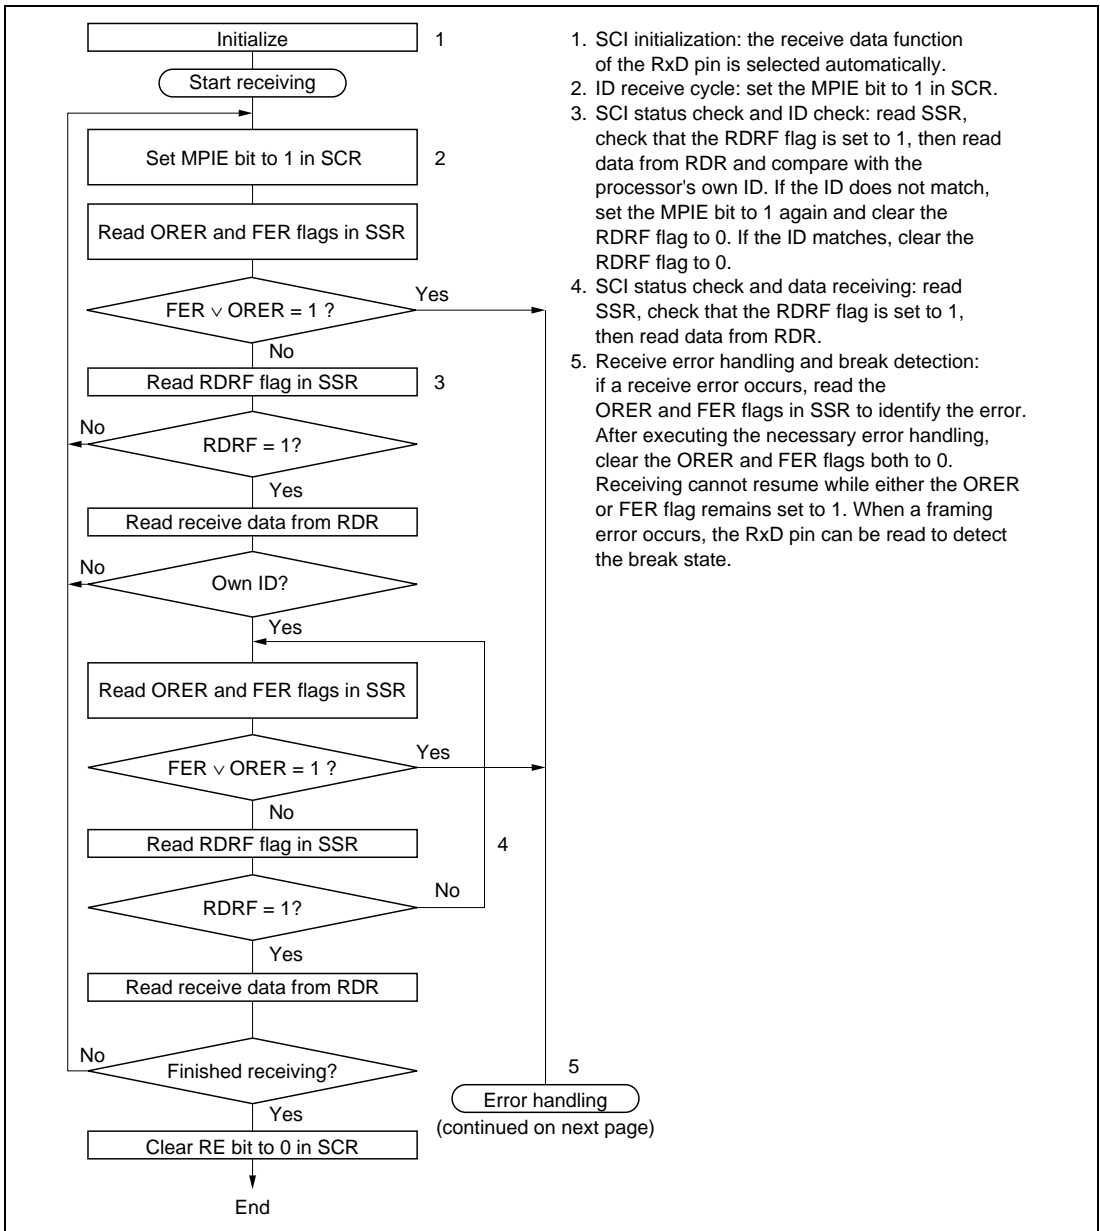 Initialize
1
Start receiving
Set MPIE bit to 1 in SCR
2
Read ORER and FER flags in SSR
FER ∨ ORER = 1 ?
Yes
No
Read RDRF flag in SSR
3
No
RDRF = 1?
Yes
Read receive data from RDR
No
Own ID?
Yes
Read ORER and FER flags in SSR
Yes
FER ∨ ORER = 1 ?
No
Read RDRF flag in SSR
4
No
RDRF = 1?
Yes
Read receive data from RDR
No
Finished receiving?
Yes
Clear RE bit to 0 in SCR
End
5
Error handling
(continued on next page)
1. SCI initialization: the receive data function
of the RxD pin is selected automatically.
2. ID receive cycle: set the MPIE bit to 1 in SCR.
3. SCI status check and ID check: read SSR,
check that the RDRF flag is set to 1, then read
data from RDR and compare with the
processor's own ID. If the ID does not match,
set the MPIE bit to 1 again and clear the
RDRF flag to 0. If the ID matches, clear the
RDRF flag to 0.
4. SCI status check and data receiving: read
SSR, check that the RDRF flag is set to 1,
then read data from RDR.
5. Receive error handling and break detection:
if a receive error occurs, read the
ORER and FER flags in SSR to identify the error.
After executing the necessary error handling,
clear the ORER and FER flags both to 0.
Receiving cannot resume while either the ORER
or FER flag remains set to 1. When a framing
error occurs, the RxD pin can be read to detect
the break state.